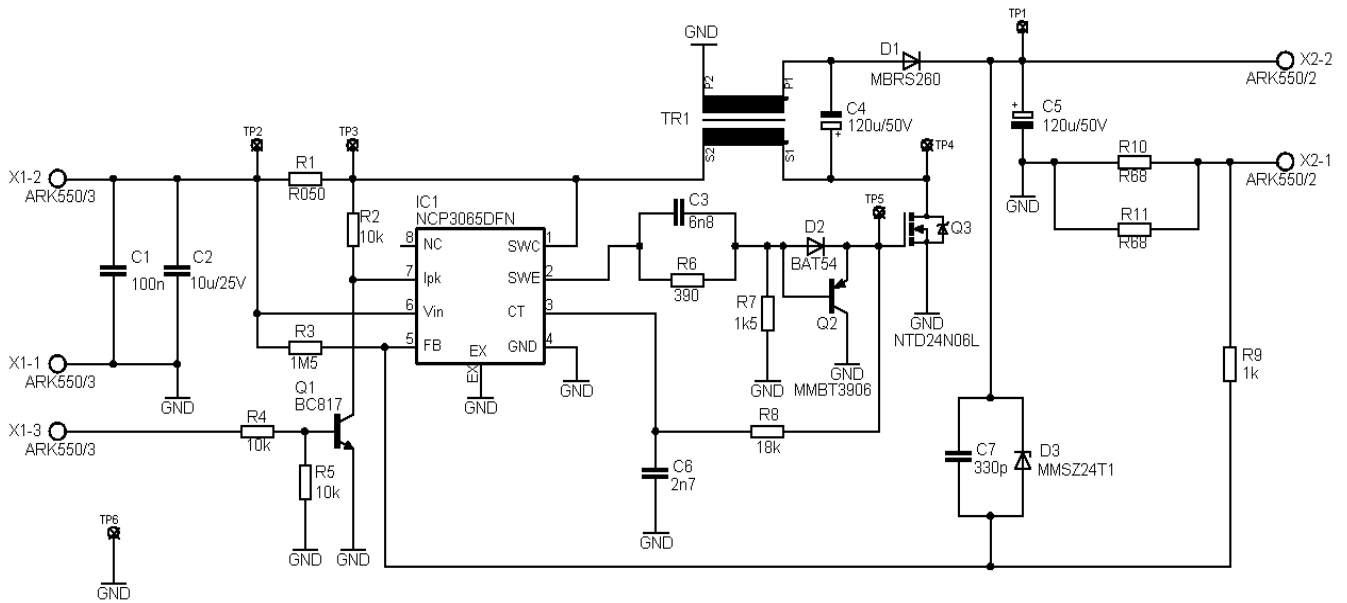 TP1
GND
D1
MBRS260
X2-2
ARK550/2
P2
P1
TR1
C4
120u/50V
+
+
C5
120u/50V
S2
S1
TP2
TP3
TP4
X1-2
ARK550/3
R1
R050
R10
R68
X2-1
ARK550/2
GND
R11
R68
IC1
NCP3065DFN
R2
10k
C3
6n8
TP5
D2
BAT54
Q3
8
NC
SWC
1
7
Ipk
SWE
2
6
Vin
CT
3
5
FB
GND
4
EX
EX
GND
GND
C1
100n
C2
10u/25V
R6
390
R7
1k5
Q2
GND
GND
MMBT3906
GND
NTD24N06L
R3
1M5
X1-1
ARK550/3
GND
R9
1k
Q1
BC817
X1-3
ARK550/3
R4
10k
R8
18k
R5
10k
C6
2n7
C7
330p
D3
MMSZ24T1
GND
GND
GND
TP6
GND